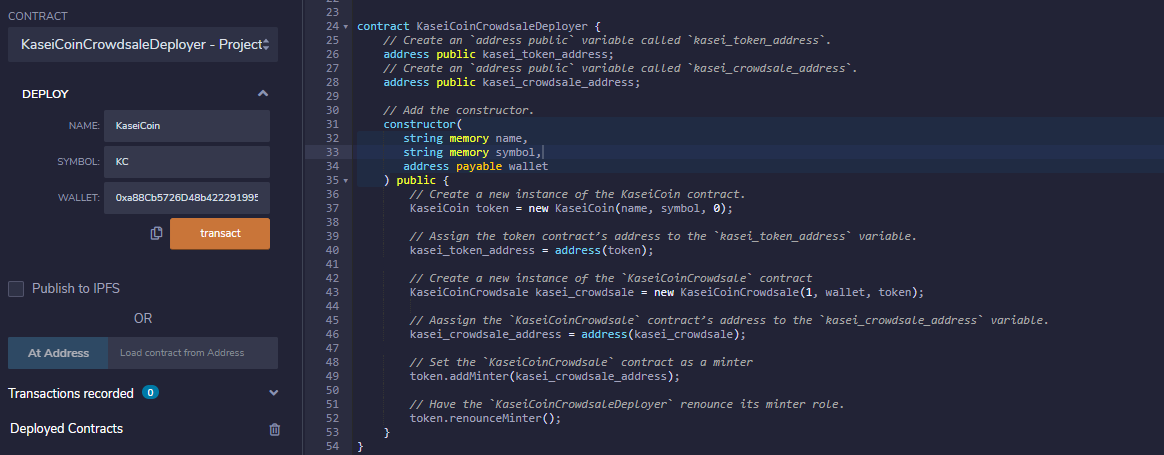 CONTRACT
KaseiCoinCrowdsaleDeployer - Project
DEPLOY
NAME: KaseiCoin
SYMBOL: KC
WALLET: 0xa88Cb5726D48b422291995
transact
Publish to IPFS
OR
At Address Load contract from Address
Transactions recorded 0
Deployed Contracts
23
24 contract KaseiCoinCrowdsaleDeployer {
25 // Create an `address public` variable called `kasei_token_address`.
26 address public kasei_token_address;
27 // Create an `address public` variable called `kasei_crowdsale_address`.
28 address public kasei_crowdsale_address;
29
30 // Add the constructor.
31 constructor(
32 string memory name,
33 string memory symbol,
34 address payable wallet
35 ) public {
36 // Create a new instance of the KaseiCoin contract.
37 KaseiCoin token = new KaseiCoin(name, symbol, 0);
38
39 // Assign the token contract’s address to the `kasei_token_address` variable.
40 kasei_token_address = address(token);
41
42 // Create a new instance of the `KaseiCoinCrowdsale` contract
43 KaseiCoinCrowdsale kasei_crowdsale = new KaseiCoinCrowdsale(1, wallet, token);
44
45 // Aassign the `KaseiCoinCrowdsale` contract’s address to the `kasei_crowdsale_address` variable.
46 kasei_crowdsale_address = address(kasei_crowdsale);
47
48 // Set the `KaseiCoinCrowdsale` contract as a minter
49 token.addMinter(kasei_crowdsale_address);
50
51 // Have the `KaseiCoinCrowdsaleDeployer` renounce its minter role.
52 token.renounceMinter();
53 }
54 }